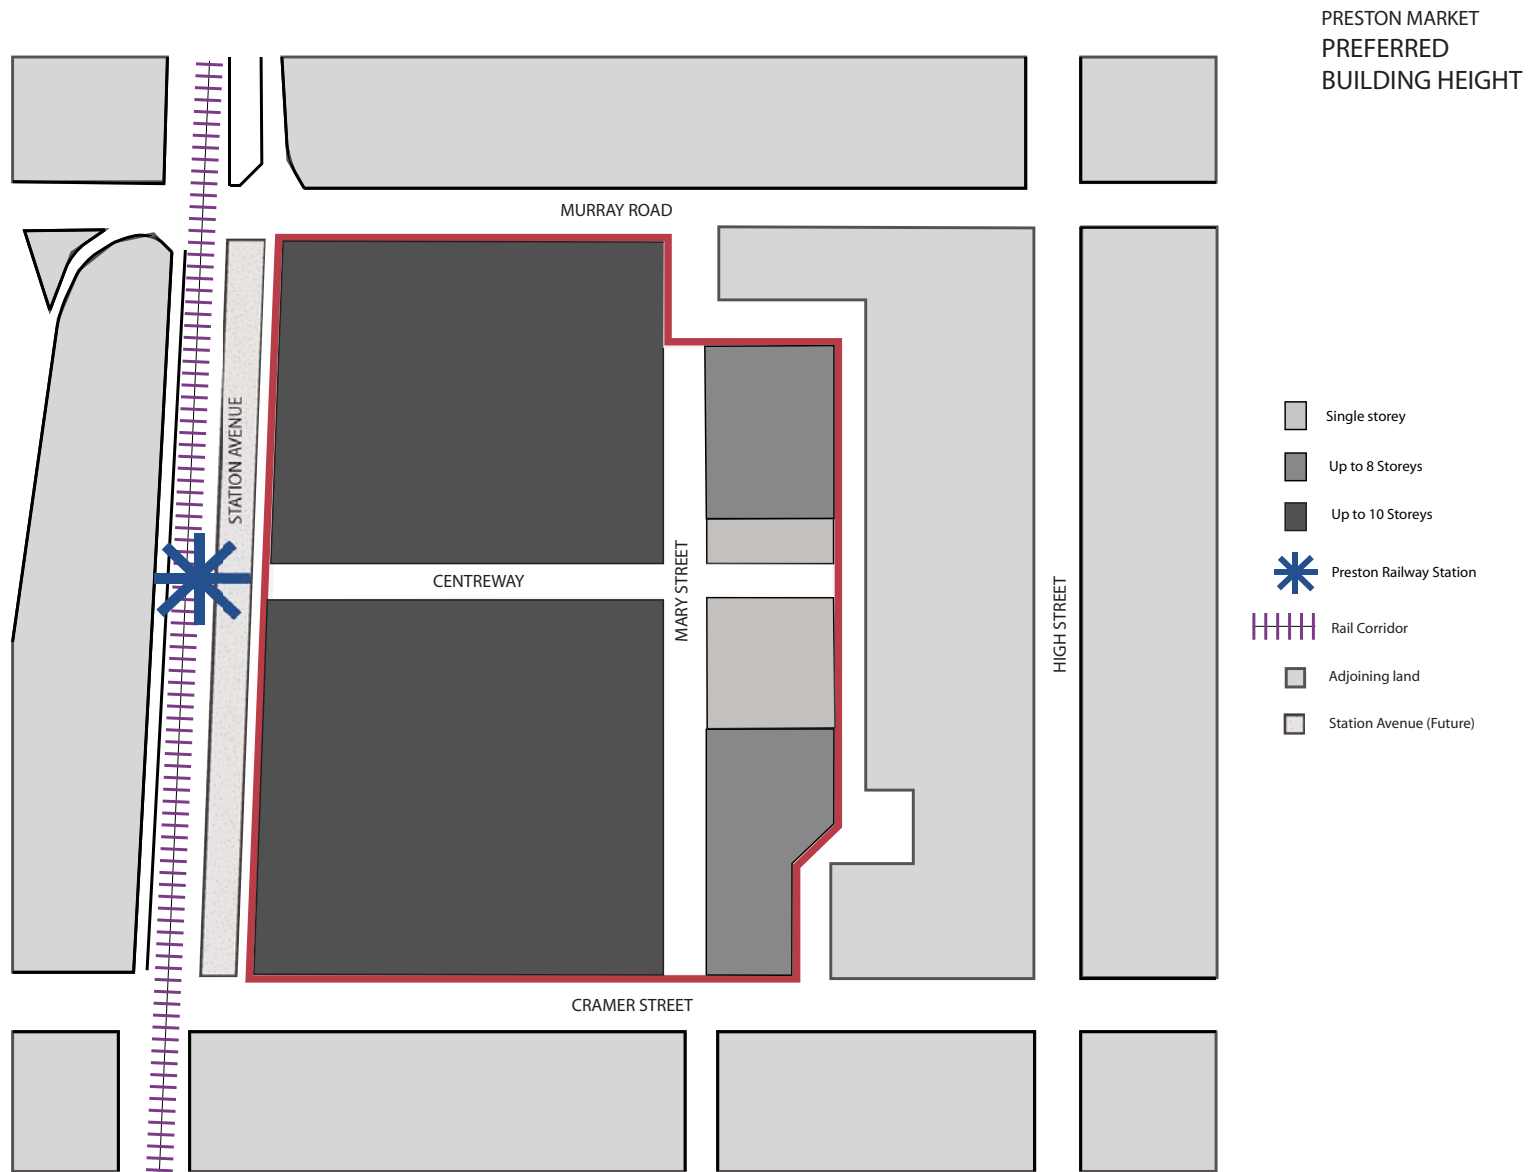 PRESTON MARKET
PREFERRED
BUILDING HEIGHT
MURRAY ROAD
STATION AVENUE
CENTREWAY
MARY STREET
HIGH STREET
CRAMER STREET
Single storey
Up to 8 Storeys
Up to 10 Storeys
Preston Railway Station
Rail Corridor
Adjoining land
Station Avenue (Future)